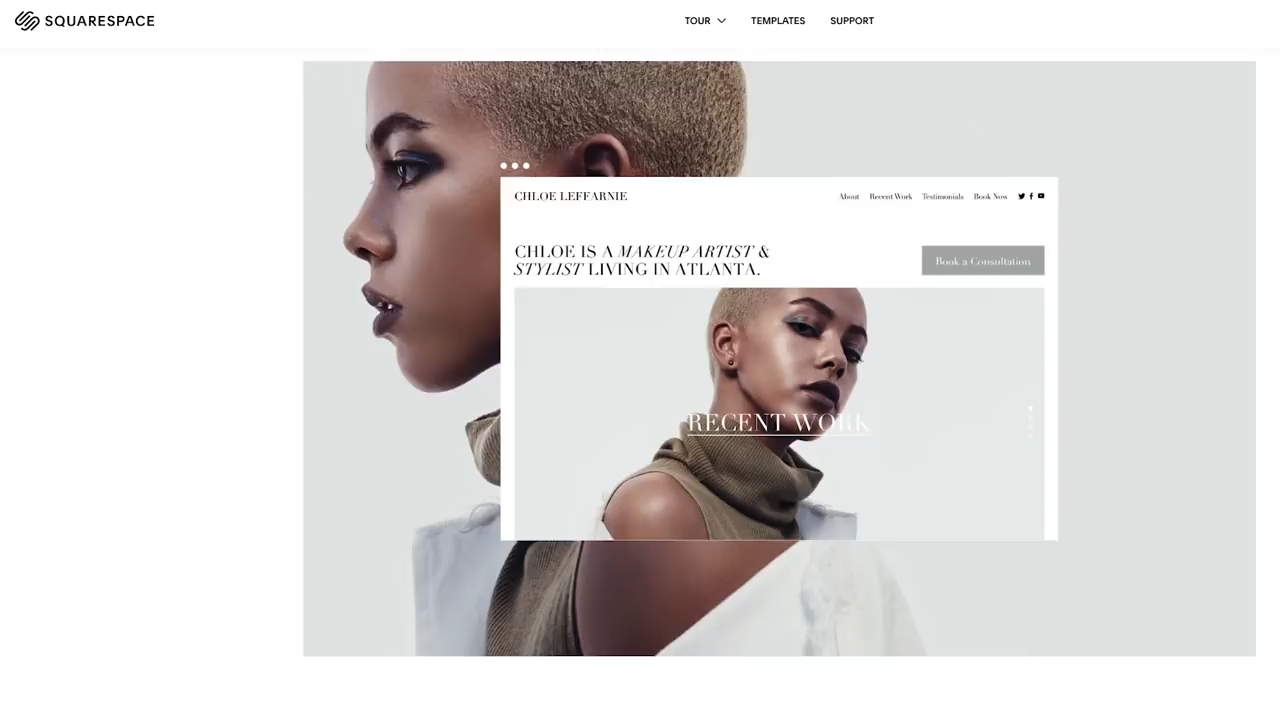 SQUARESPACE
TOUR
TEMPLATES
SUPPORT
CHLOE LEFFARNIE
About
Recent Work
Testimonials
Book Now
CHLOE IS A MAKEUP ARTIST &
STYLIST LIVING IN ATLANTA.
Book a Consultation
RECENT WORK